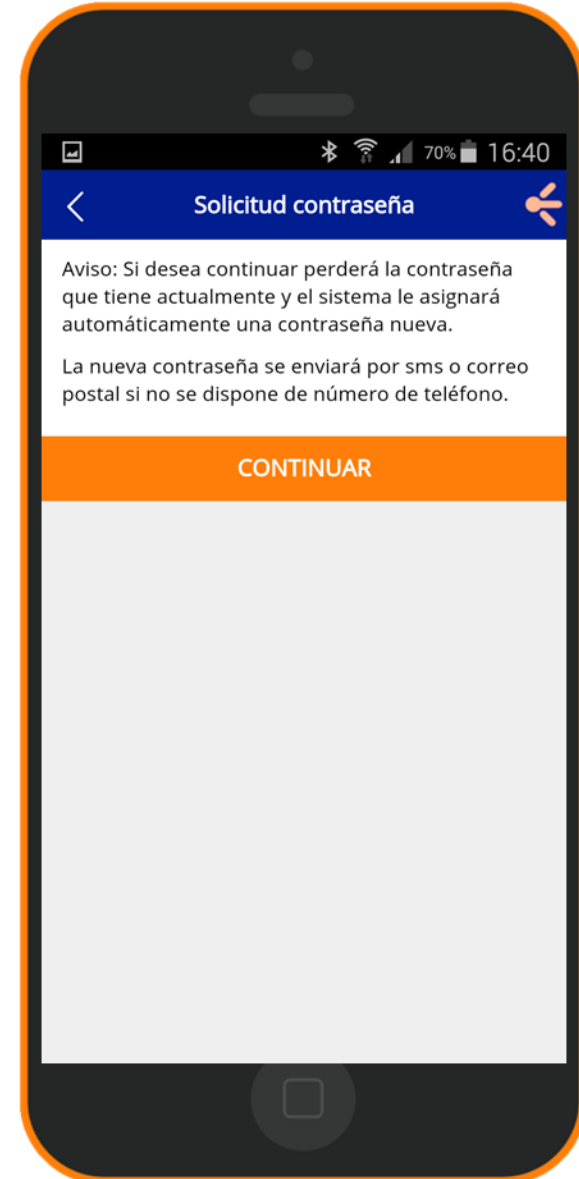 70% 16:40
Solicitud contraseña
Aviso: Si desea continuar perderá la contraseña
que tiene actualmente y el sistema le asignará
automáticamente una contraseña nueva.
La nueva contraseña se enviará por sms o correo
postal si no se dispone de número de teléfono.
CONTINUAR